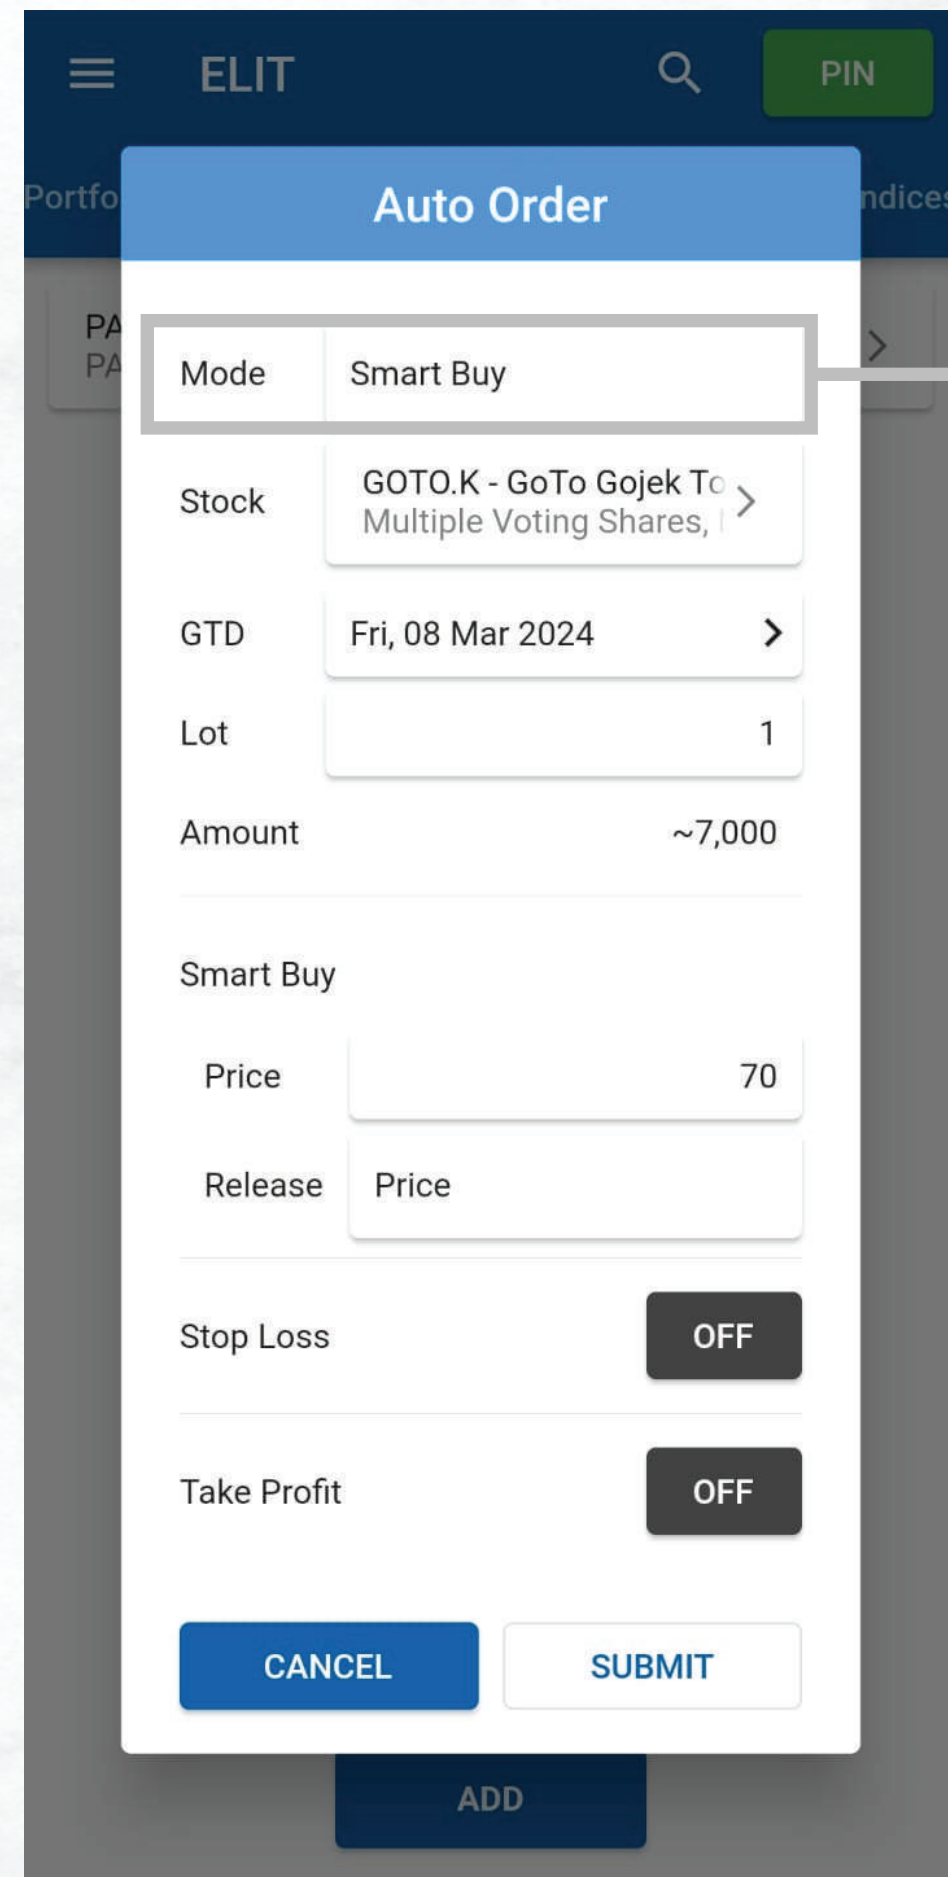 ELIT
PIN
Portfo
ndices
Auto Order
PA
PA
Mode Smart Buy
Stock GOTO.K - GoTo Gojek To
Multiple Voting Shares,
GTD Fri, 08 Mar 2024
Lot 1
Amount ~7,000
Smart Buy
Price 70
Release Price
Stop Loss OFF
Take Profit OFF
CANCEL SUBMIT
ADD